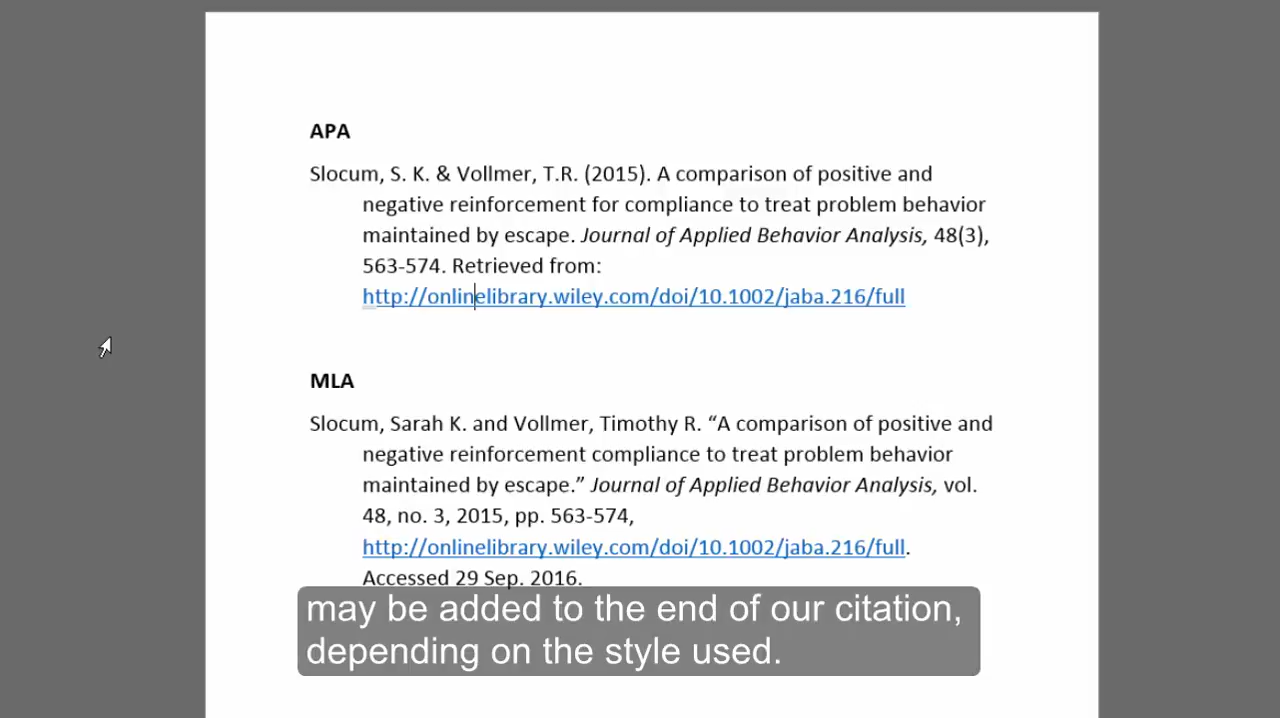 APA
Slocum, S. K. & Vollmer, T.R. (2015). A comparison of positive and
negative reinforcement for compliance to treat problem behavior
maintained by escape. Journal of Applied Behavior Analysis, 48(3),
563-574. Retrieved from:
http://onlinelibrary.wiley.com/doi/10.1002/jaba.216/full
MLA
Slocum, Sarah K. and Vollmer, Timothy R. “A comparison of positive and
negative reinforcement compliance to treat problem behavior
maintained by escape.” Journal of Applied Behavior Analysis, vol.
48, no. 3, 2015, pp. 563-574,
http://onlinelibrary.wiley.com/doi/10.1002/jaba.216/full.
Accessed 29 Sep. 2016.
may be added to the end of our citation,
depending on the style used.